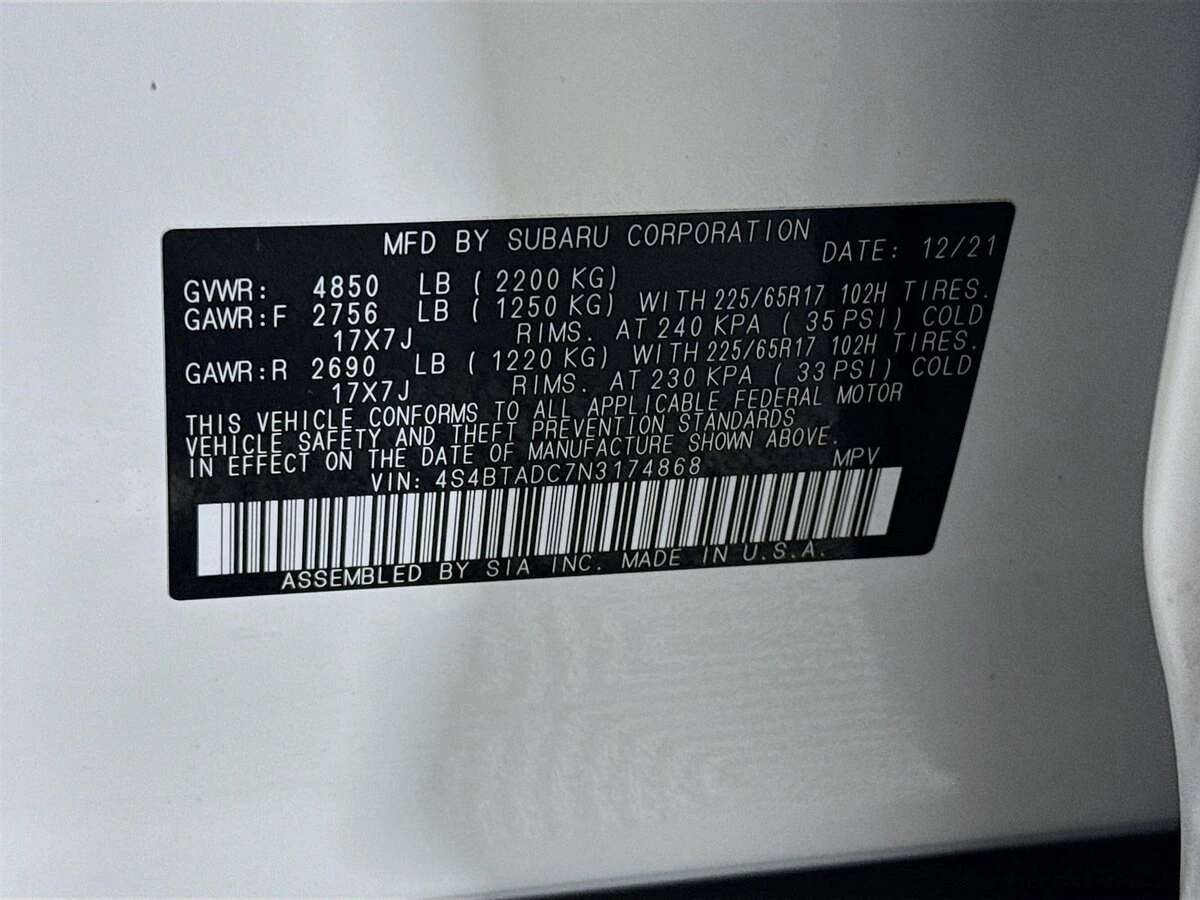 MFD BY SUBARU CORPORATION
DATE: 12/21
GVWR: 4850 LB ( 2200 KG)
GAWR:F 2756 LB ( 1250 KG) WITH 225/65R17 102H TIRES.
17X7J RIMS. AT 240 KPA ( 35 PSI) COLD
GAWR:R 2690 LB ( 1220 KG) WITH 225/65R17 102H TIRES.
17X7J RIMS. AT 230 KPA ( 33 PSI) COLD
THIS VEHICLE CONFORMS TO ALL APPLICABLE FEDERAL MOTOR
VEHICLE SAFETY AND THEFT PREVENTION STANDARDS
IN EFFECT ON THE DATE OF MANUFACTURE SHOWN ABOVE.
VIN: 4S4BTADC7N3174868 MPV
ASSEMBLED BY SIA INC. MADE IN U.S.A.